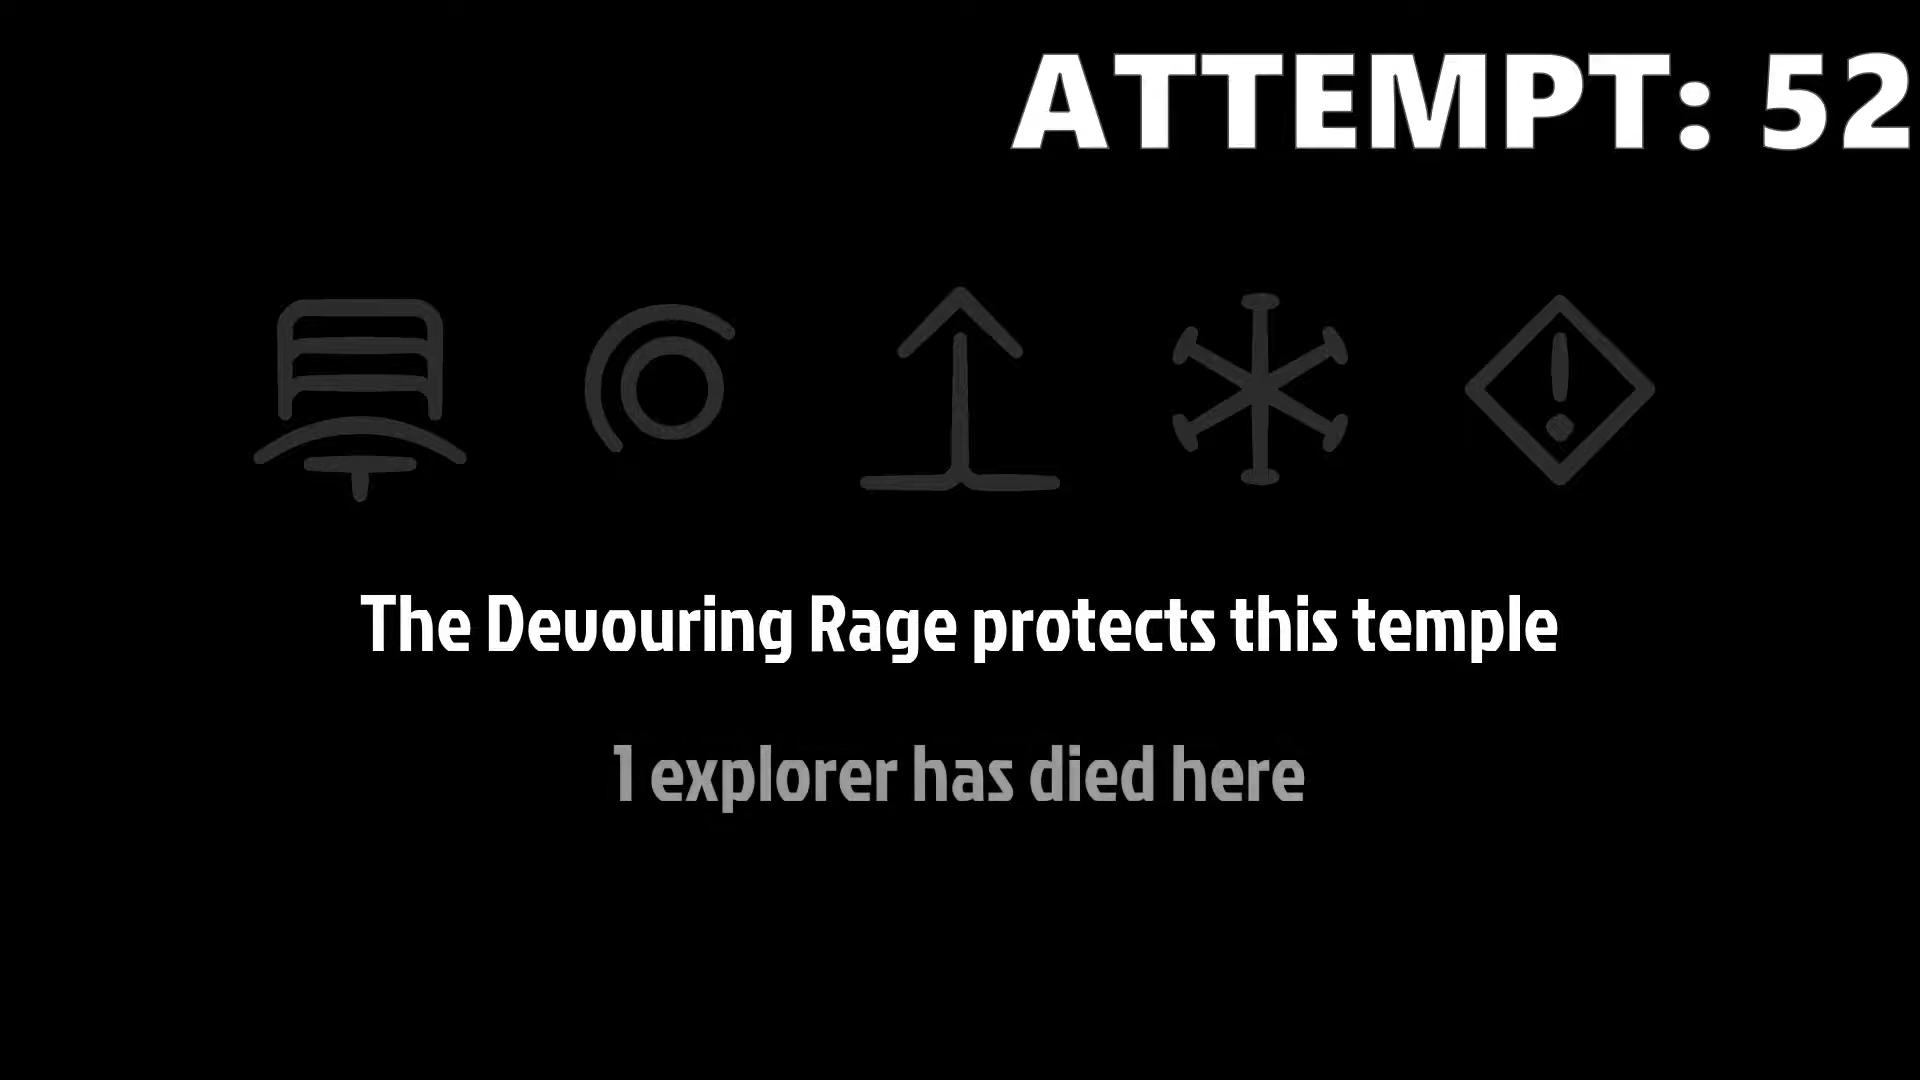 ATTEMPT: 52
The Devouring Rage protects this temple
1 explorer has died here